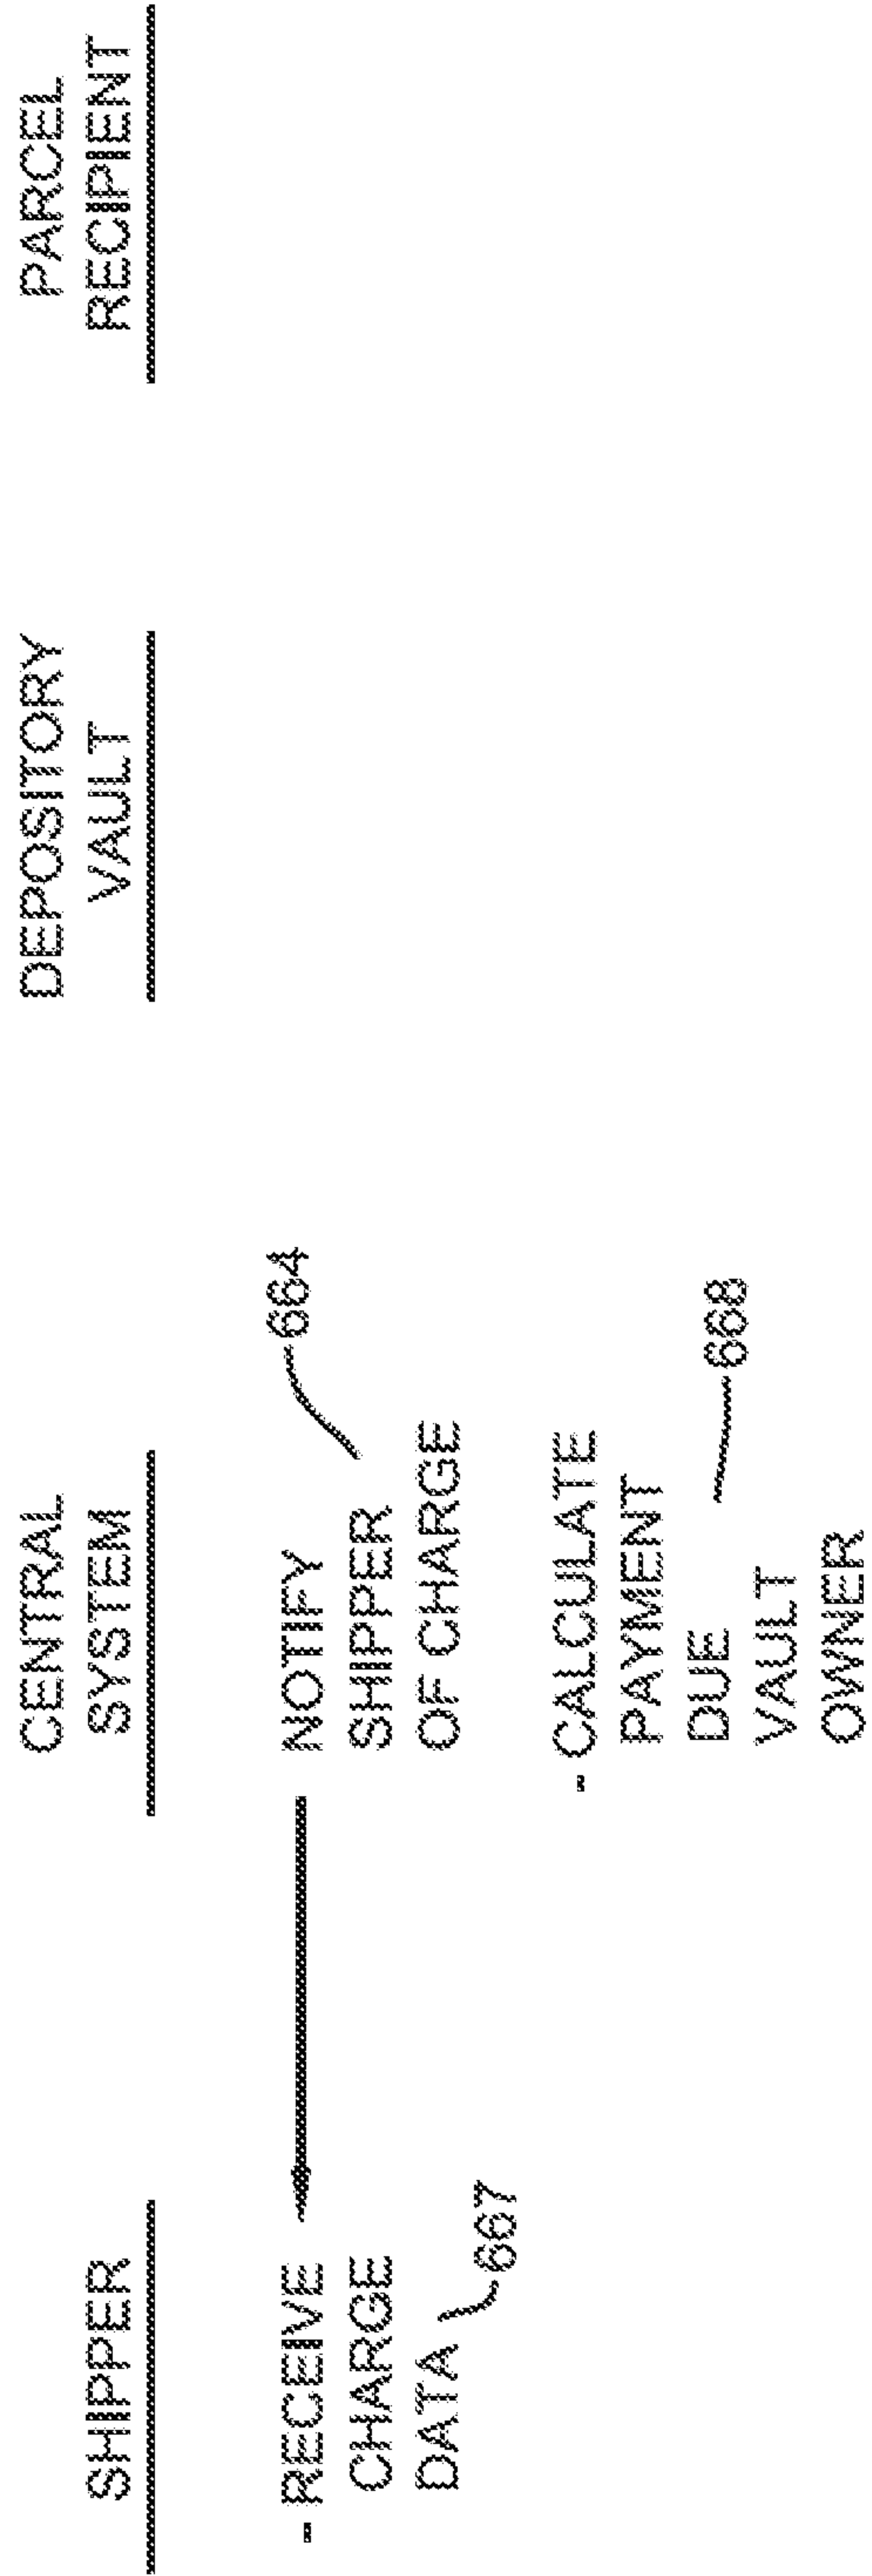 SHIPPER
CENTRAL
SYSTEM
DEPOSITORY
VAULT
PARCEL
RECIPIENT
- RECEIVE
CHARGE
DATA
667
NOTIFY
SHIPPER
OF CHARGE
664
- CALCULATE
PAYMENT
DUE
VAULT
OWNER
668